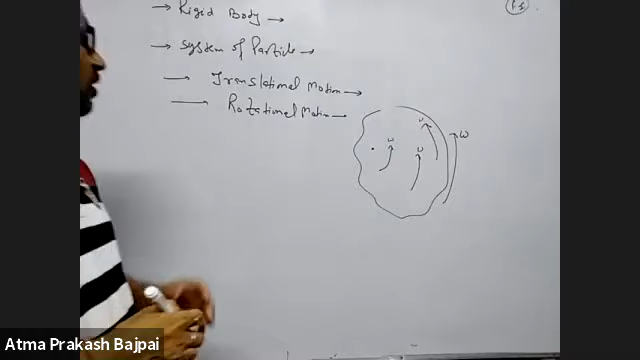 → Rigid Body →
→ System of Particle →
→ Translational Motion →
→ Rotational Motion →
ω
ω
ω
ω
Atma Prakash Bajpai